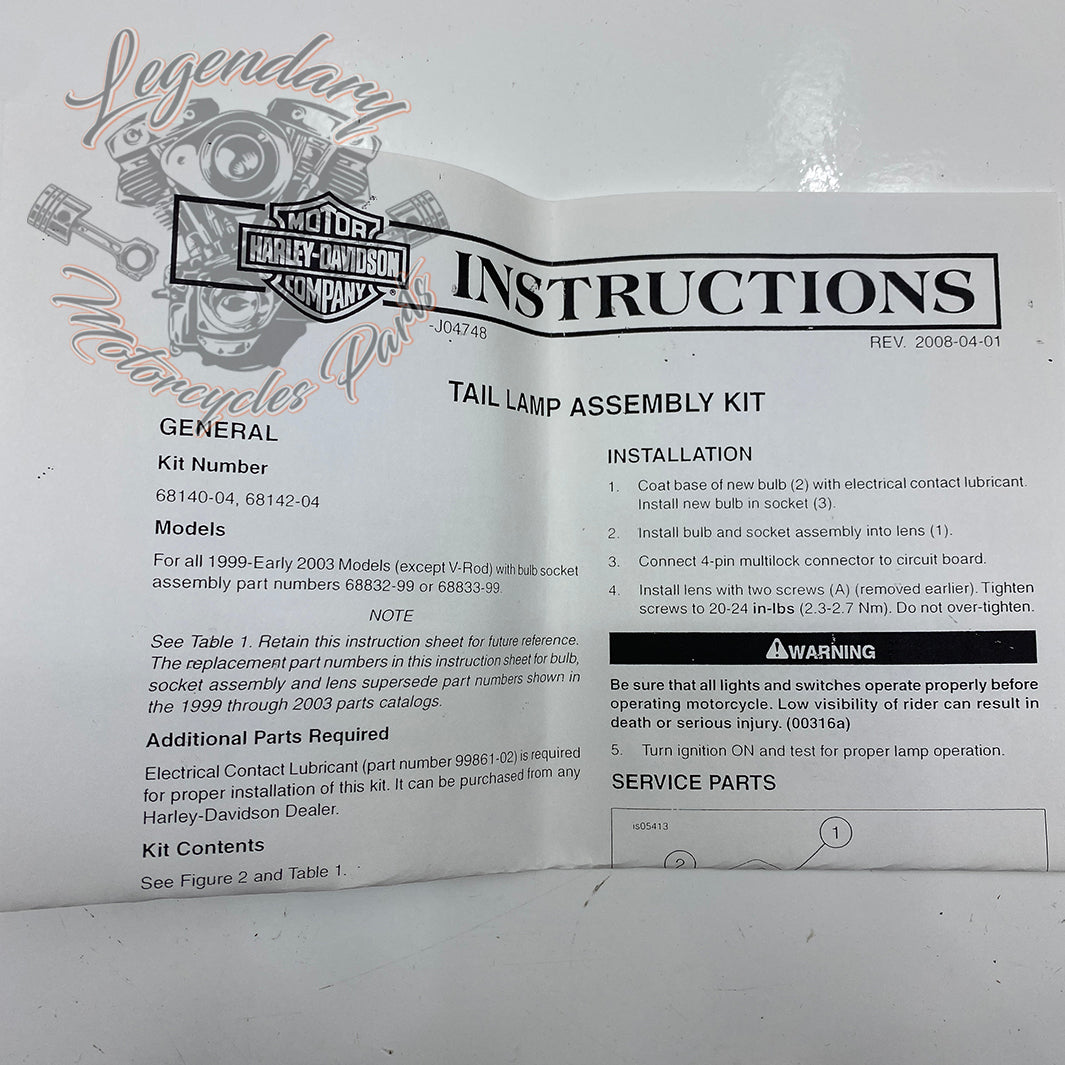 Legendary
Motorcycles Parts
MOTOR
HARLEY-DAVIDSON
COMPANY
®
INSTRUCTIONS
-J04748
REV. 2008-04-01
TAIL LAMP ASSEMBLY KIT
GENERAL
Kit Number
68140-04, 68142-04
Models
For all 1999-Early 2003 Models (except V-Rod) with bulb socket
assembly part numbers 68832-99 or 68833-99.
NOTE
See Table 1. Retain this instruction sheet for future reference.
The replacement part numbers in this instruction sheet for bulb,
socket assembly and lens supersede part numbers shown in
the 1999 through 2003 parts catalogs.
Additional Parts Required
Electrical Contact Lubricant (part number 99861-02) is required
for proper installation of this kit. It can be purchased from any
Harley-Davidson Dealer.
Kit Contents
See Figure 2 and Table 1.
INSTALLATION
1. Coat base of new bulb (2) with electrical contact lubricant.
Install new bulb in socket (3).
2. Install bulb and socket assembly into lens (1).
3. Connect 4-pin multilock connector to circuit board.
4. Install lens with two screws (A) (removed earlier). Tighten
screws to 20-24 in-lbs (2.3-2.7 Nm). Do not over-tighten.
⚠WARNING
Be sure that all lights and switches operate properly before
operating motorcycle. Low visibility of rider can result in
death or serious injury. (00316a)
5. Turn ignition ON and test for proper lamp operation.
SERVICE PARTS
is05413
1
2